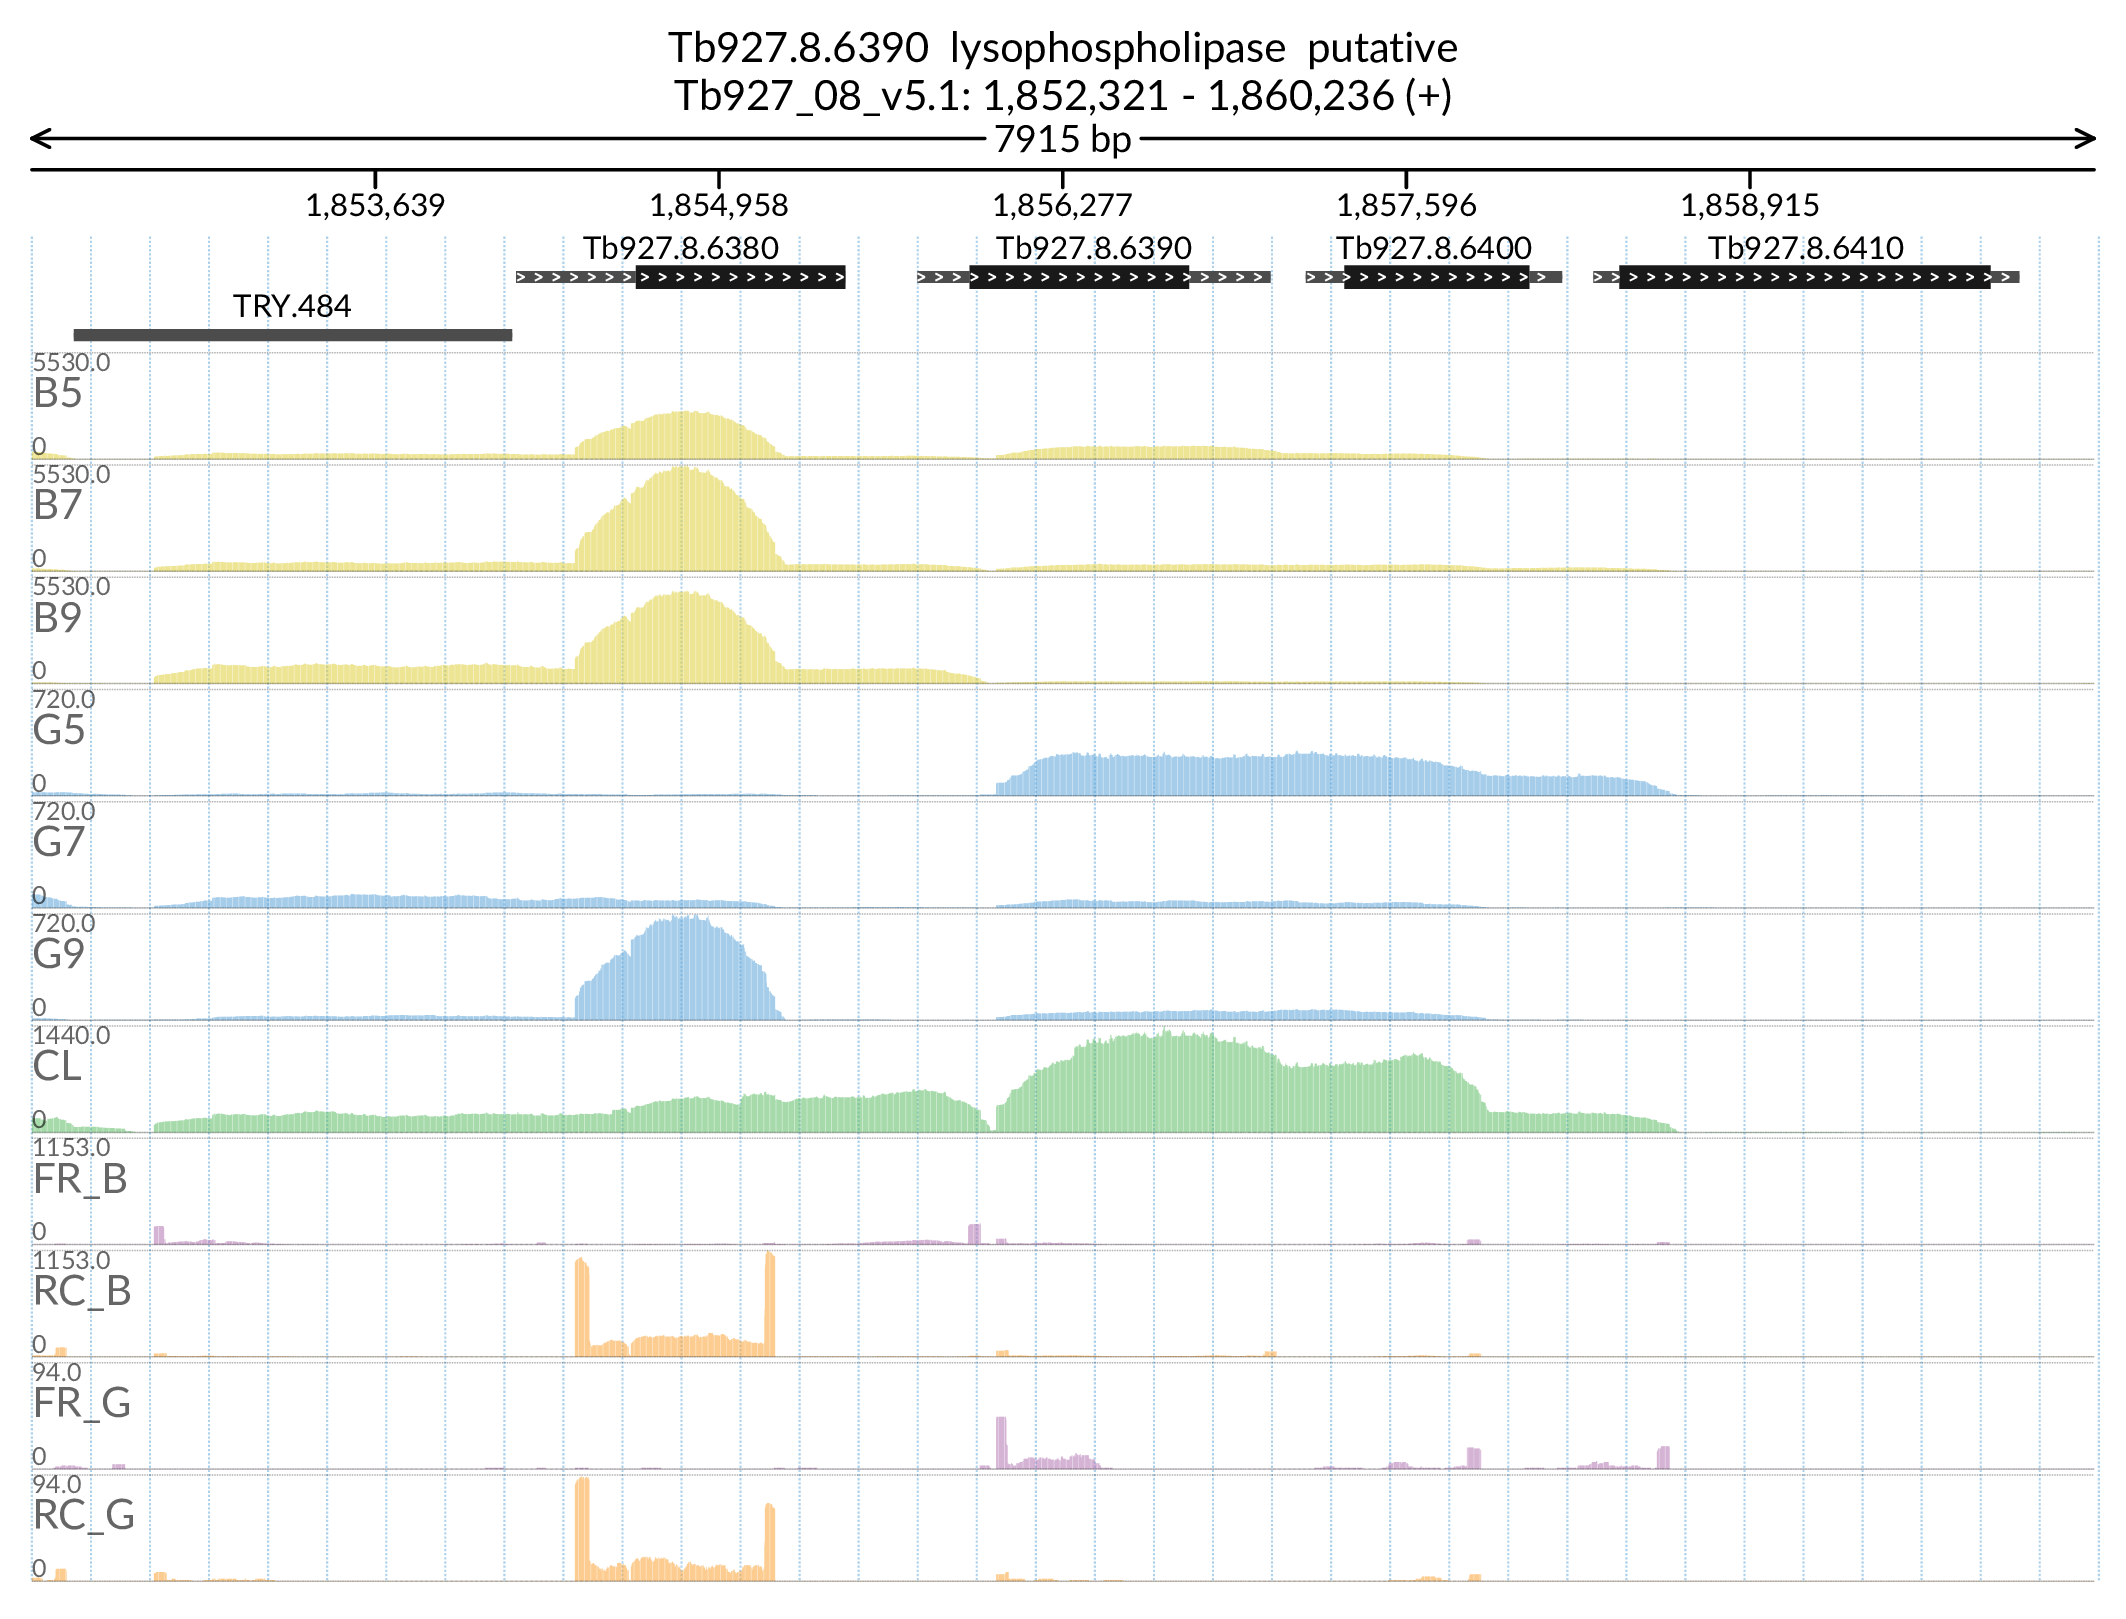 Tb927.8.6390 lysophospholipase putative
Tb927_08_v5.1: 1,852,321 - 1,860,236 (+)
7915 bp
1,853,639 1,854,958 1,856,277 1,857,596 1,858,915
Tb927.8.6380 Tb927.8.6390 Tb927.8.6400 Tb927.8.6410
TRY.484
5530.0
B5
0
5530.0
B7
0
5530.0
B9
0
720.0
G5
0
720.0
G7
0
720.0
G9
0
1440.0
CL
0
1153.0
FR_B
0
1153.0
RC_B
0
94.0
FR_G
0
94.0
RC_G
0